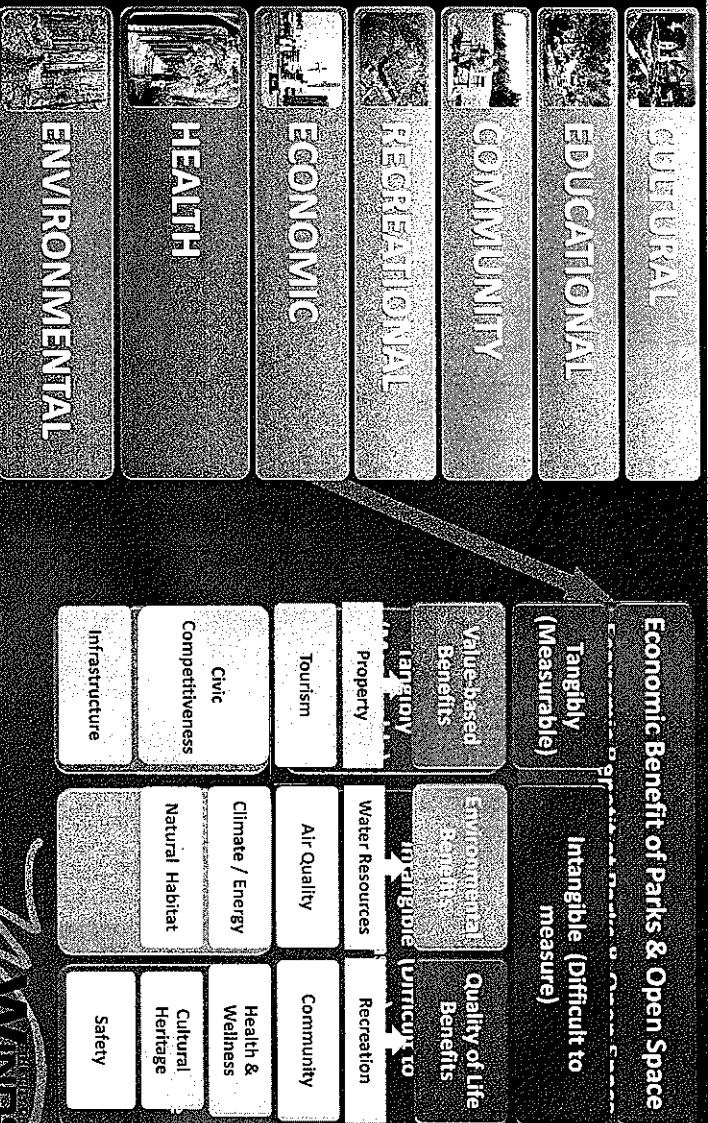 CULTURAL
EDUCATIONAL
COMMUNITY
RECREATIONAL
ECONOMIC
HEALTH
ENVIRONMENTAL
Economic Benefit of Parks & Open Space
Tangibly
(Measurable)
Intangible (Difficult to
measure)
Value-based
Benefits
Environmental
Benefits
Quality of Life
Benefits
Property
Tourism
Civic
Competitiveness
Infrastructure
Water Resources
Air Quality
Climate / Energy
Natural Habitat
Recreation
Community
Health &
Wellness
Cultural
Heritage
Safety